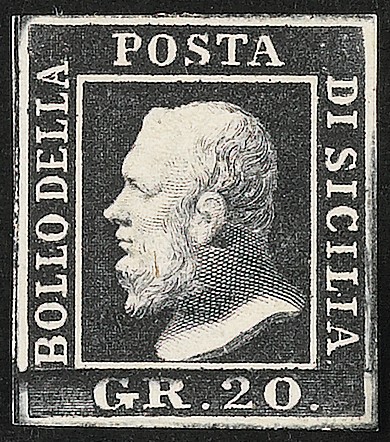 BOLLO DELLA
POSTA
DI SICILIA
GR. 20.